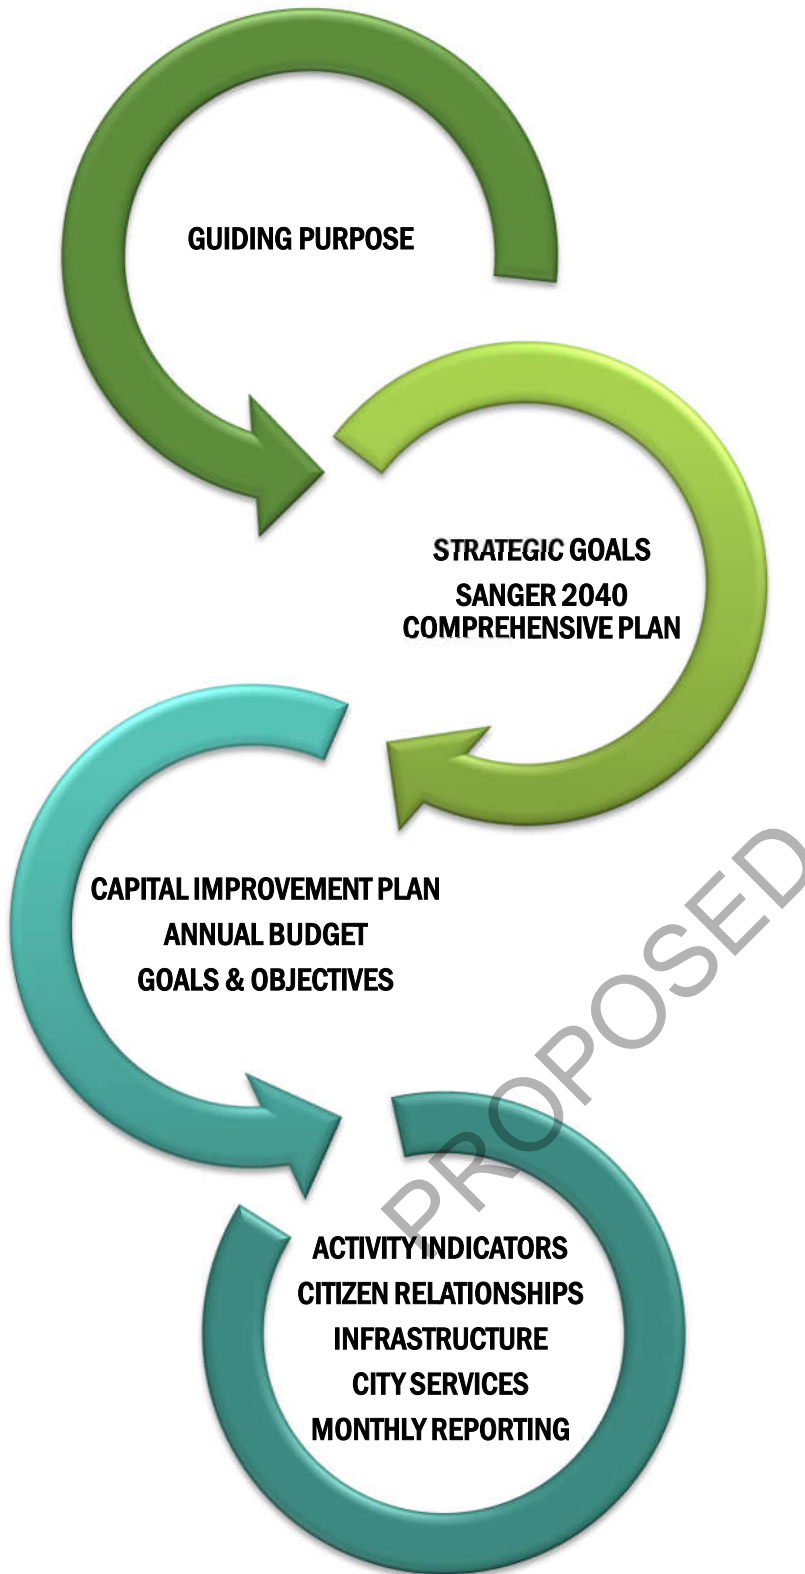 GUIDING PURPOSE
STRATEGIC GOALS
SANGER 2040
COMPREHENSIVE PLAN
CAPITAL IMPROVEMENT PLAN
ANNUAL BUDGET
GOALS & OBJECTIVES
PROPOSED
ACTIVITY INDICATORS
CITIZEN RELATIONSHIPS
INFRASTRUCTURE
CITY SERVICES
MONTHLY REPORTING